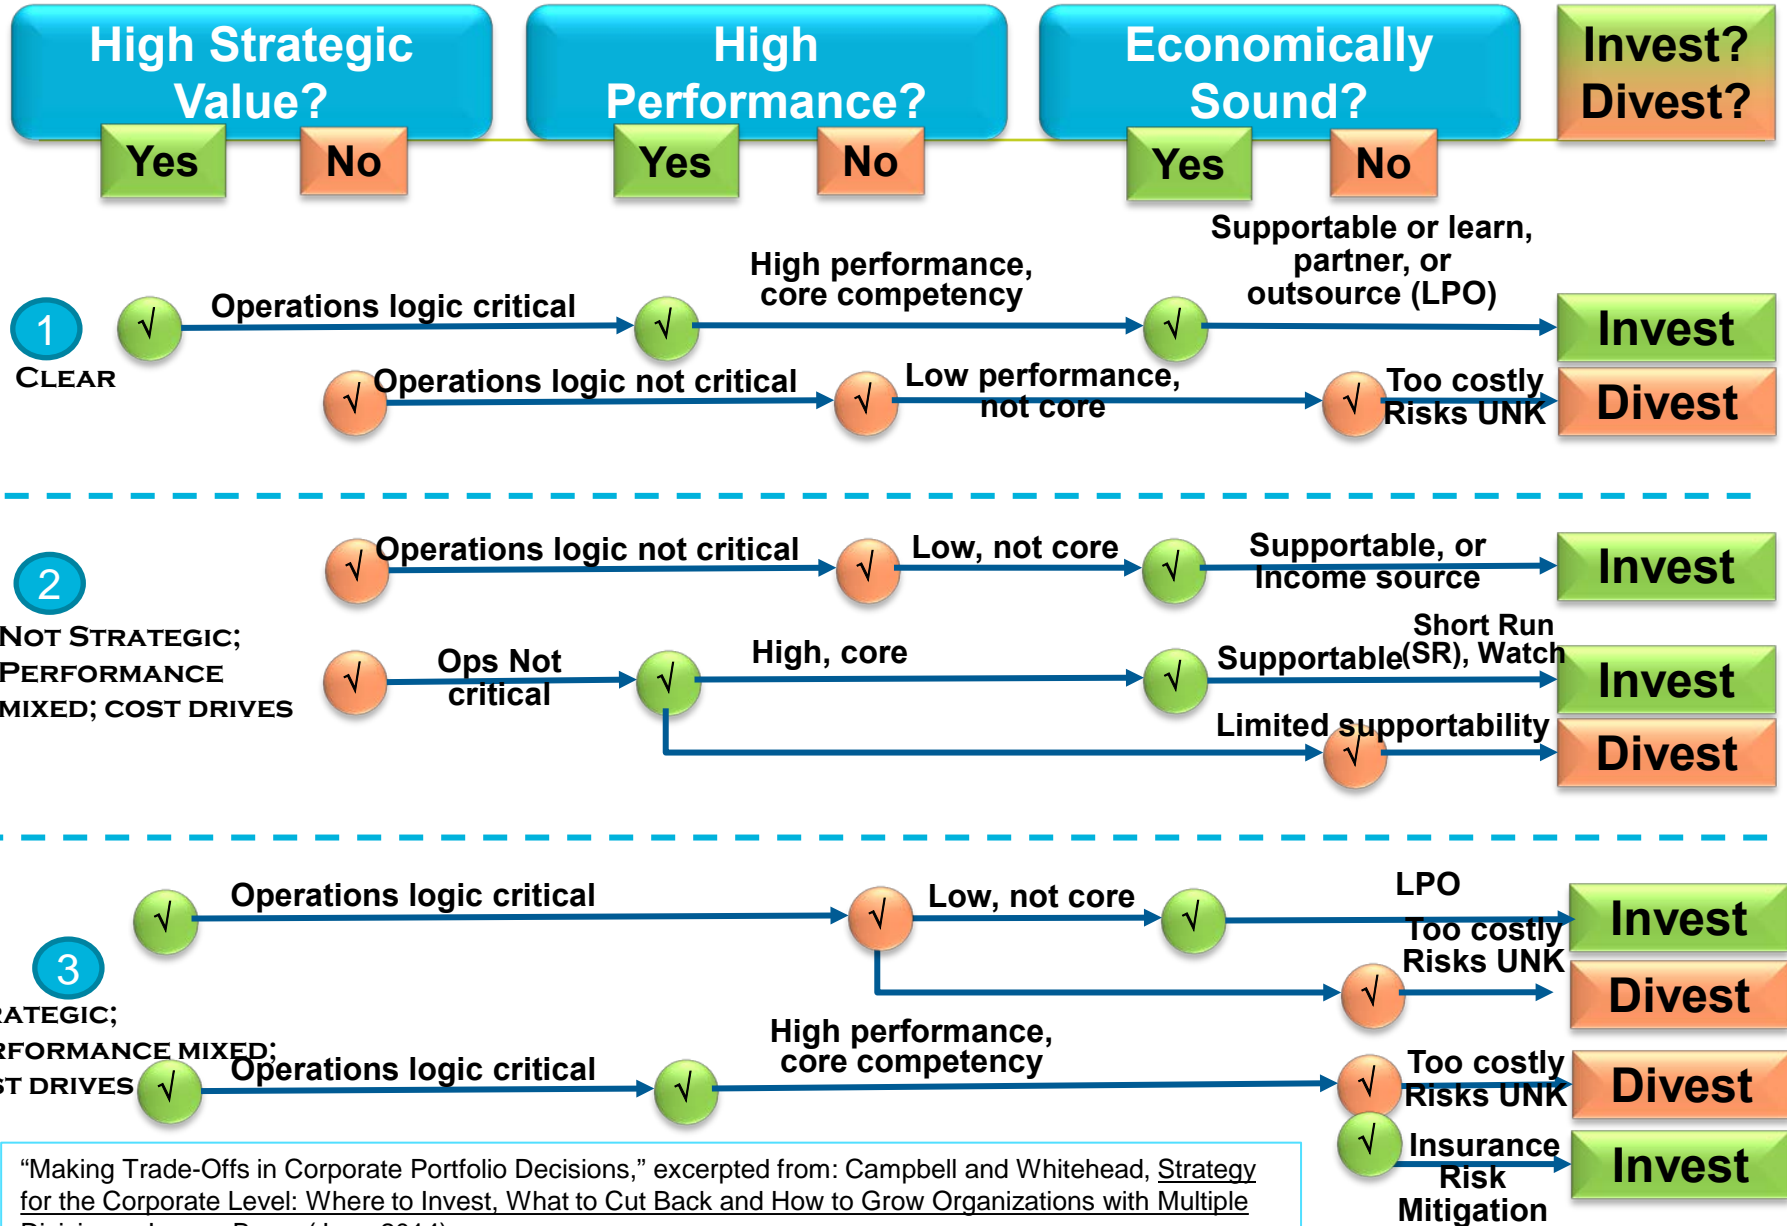 High Strategic
Value?
High
Performance?
Economically
Sound?
Invest?
Divest?
Yes
No
Yes
No
Yes
No
1
CLEAR
√
Operations logic critical
√
High performance,
core competency
√
Supportable or learn,
partner, or
outsource (LPO)
Invest
√
Operations logic not critical
√
Low performance,
not core
√
Too costly
Risks UNK
Divest
2
NOT STRATEGIC;
PERFORMANCE
MIXED; COST DRIVES
√
Operations logic not critical
√
Low, not core
√
Supportable, or
Income source
Invest
√
Ops Not
critical
√
High, core
√
Supportable
Short Run
(SR), Watch
Invest
Limited supportability
√
Divest
3
RATEGIC;
RFORMANCE MIXED;
ST DRIVES
√
Operations logic critical
√
Low, not core
√
LPO
Invest
√
Too costly
Risks UNK
Divest
√
Operations logic critical
√
High performance,
core competency
√
Too costly
Risks UNK
Divest
√
Insurance
Risk
Mitigation
Invest
“Making Trade-Offs in Corporate Portfolio Decisions,” excerpted from: Campbell and Whitehead, Strategy
for the Corporate Level: Where to Invest, What to Cut Back and How to Grow Organizations with Multiple